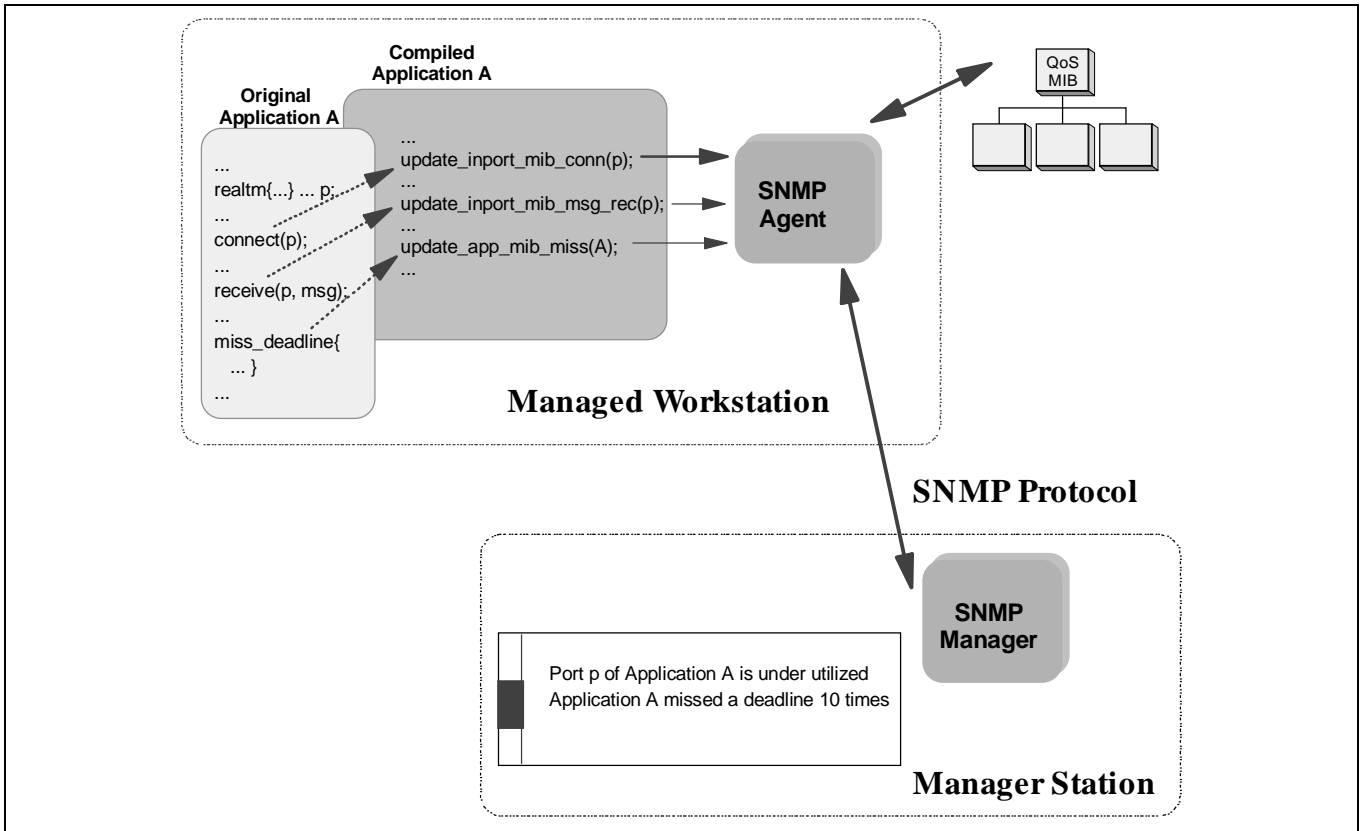 Compiled
Application A
Original
Application A
...
realtm{...} ... p;
...
connect(p);
...
receive(p, msg);
...
miss_deadline{
... }
...
...
update_inport_mib_conn(p);
...
update_inport_mib_msg_rec(p);
...
update_app_mib_miss(A);
...
SNMP
Agent
QoS
MIB
Managed Workstation
SNMP Protocol
SNMP
Manager
Port p of Application A is under utilized
Application A missed a deadline 10 times
Manager Station